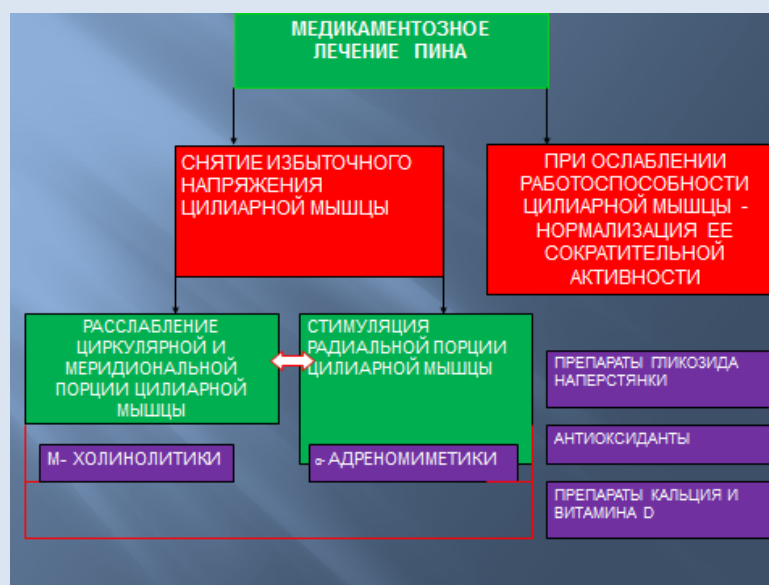 МЕДИКАМЕНТОЗНОЕ
ЛЕЧЕНИЕ ПИНА
СНЯТИЕ ИЗБЫТОЧНОГО
НАПРЯЖЕНИЯ
ЦИЛИАРНОЙ МЫШЦЫ
ПРИ ОСЛАБЛЕНИИ
РАБОТОСПОСОБНОСТИ
ЦИЛИАРНОЙ МЫШЦЫ -
НОРМАЛИЗАЦИЯ ЕЕ
СОКРАТИТЕЛЬНОЙ
АКТИВНОСТИ
РАССЛАБЛЕНИЕ
ЦИРКУЛЯРНОЙ И
МЕРИДИОНАЛЬНОЙ
ПОРЦИИ ЦИЛИАРНОЙ
МЫШЦЫ
СТИМУЛЯЦИЯ
РАДИАЛЬНОЙ ПОРЦИИ
ЦИЛИАРНОЙ МЫШЦЫ
М- ХОЛИНОЛИТИКИ
α- АДРЕНОМИМЕТИКИ
ПРЕПАРАТЫ ГЛИКОЗИДА
НАПЕРСТЯНКИ
АНТИОКСИДАНТЫ
ПРЕПАРАТЫ КАЛЬЦИЯ И
ВИТАМИНА D